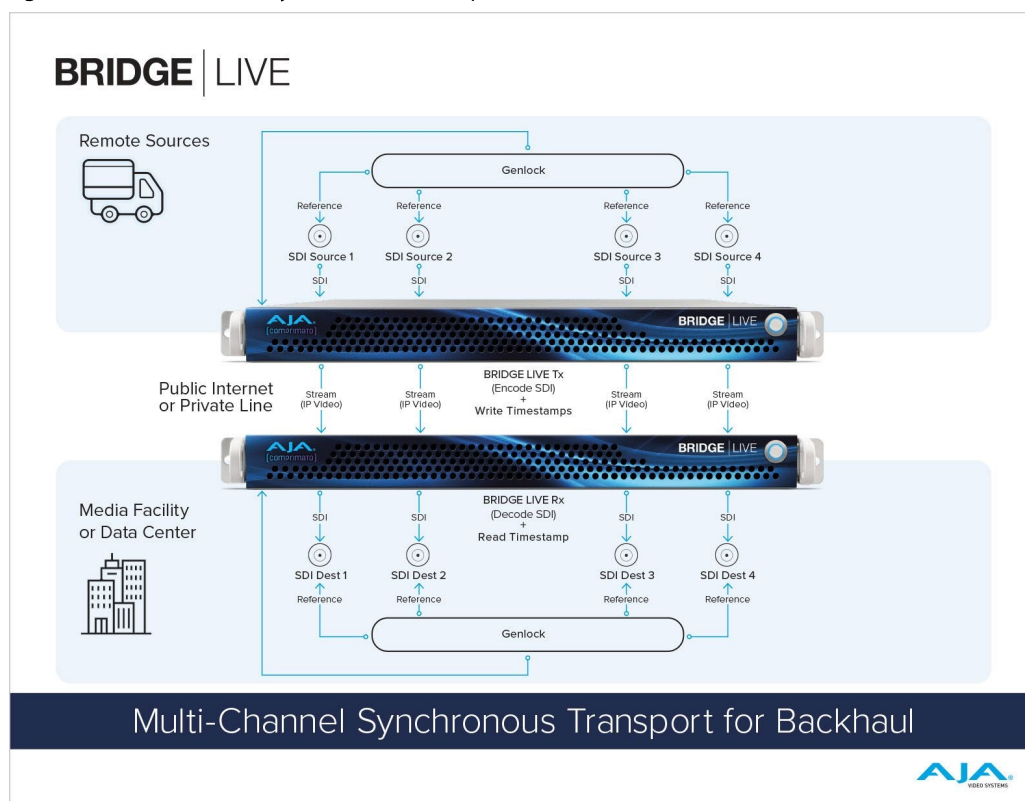 BRIDGE | LIVE
Remote Sources
Genlock
Reference Reference Reference Reference
SDI Source 1 SDI Source 2 SDI Source 3 SDI Source 4
SDI SDI SDI SDI
AJA
[comprimato]
BRIDGE | LIVE
Public Internet
or Private Line
Stream
(IP Video)
Stream
(IP Video)
BRIDGE LIVE Tx
(Encode SDI)
+
Write Timestamps
Stream
(IP Video)
Stream
(IP Video)
AJA
[comprimato]
BRIDGE | LIVE
Media Facility
or Data Center
BRIDGE LIVE Rx
(Decode SDI)
+
Read Timestamp
SDI SDI SDI SDI
SDI Dest 1 SDI Dest 2 SDI Dest 3 SDI Dest 4
Reference Reference Reference Reference
Genlock
Multi-Channel Synchronous Transport for Backhaul
AJA®
VIDEO SYSTEMS